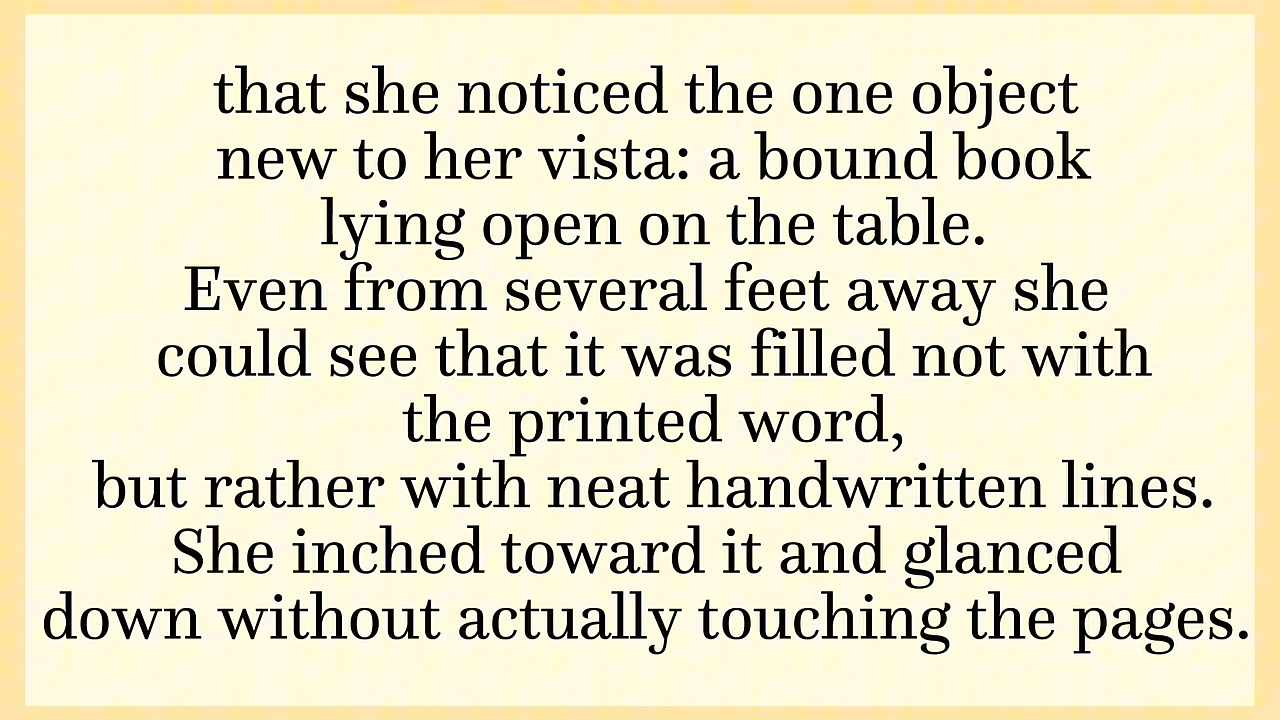 that she noticed the one object
new to her vista: a bound book
lying open on the table.
Even from several feet away she
could see that it was filled not with
the printed word,
but rather with neat handwritten lines.
She inched toward it and glanced
down without actually touching the pages.